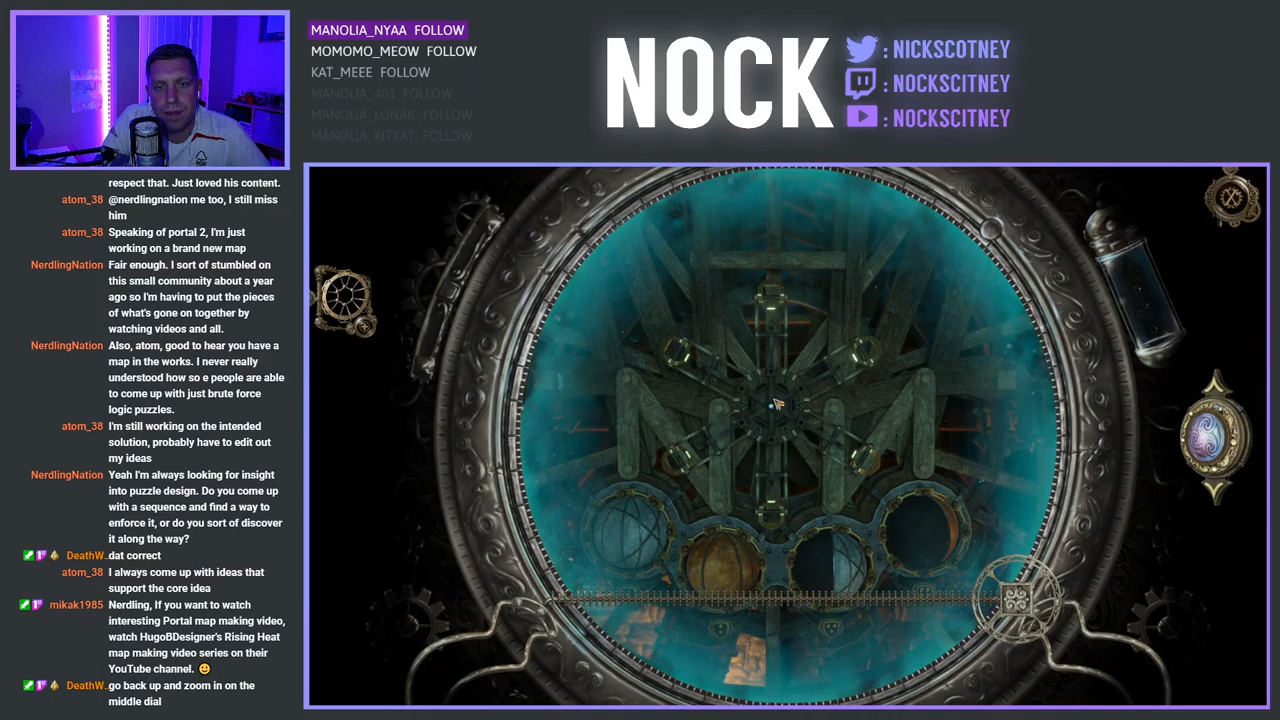 MANOLIA_NYAA FOLLOW
MOMOMO_MEOW FOLLOW
KAT_MEEE FOLLOW
MANOLIA_403 FOLLOW
MANOLIA_LUNAR FOLLOW
MANOLIA_KITKAT FOLLOW
NOCK
: NICKSCOTNEY
: NOCKSCITNEY
: NOCKSCITNEY
respect that. Just loved his content.
atom_38 @nerdlingnation me too, I still miss
him
atom_38 Speaking of portal 2, I'm just
working on a brand new map
NerdlingNation Fair enough. I sort of stumbled on
this small community about a year
ago so I'm having to put the pieces
of what's gone on together by
watching videos and all.
NerdlingNation Also, atom, good to hear you have a
map in the works. I never really
understood how so e people are able
to come up with just brute force
logic puzzles.
atom_38 I'm still working on the intended
solution, probably have to edit out
my ideas
NerdlingNation Yeah I'm always looking for insight
into puzzle design. Do you come up
with a sequence and find a way to
enforce it, or do you sort of discover
it along the way?
DeathW.. dat correct
atom_38 I always come up with ideas that
support the core idea
mikak1985 Nerdling, If you want to watch
interesting Portal map making video,
watch HugoBDesigner's Rising Heat
map making video series on their
YouTube channel. 🙂
DeathW.. go back up and zoom in on the
middle dial